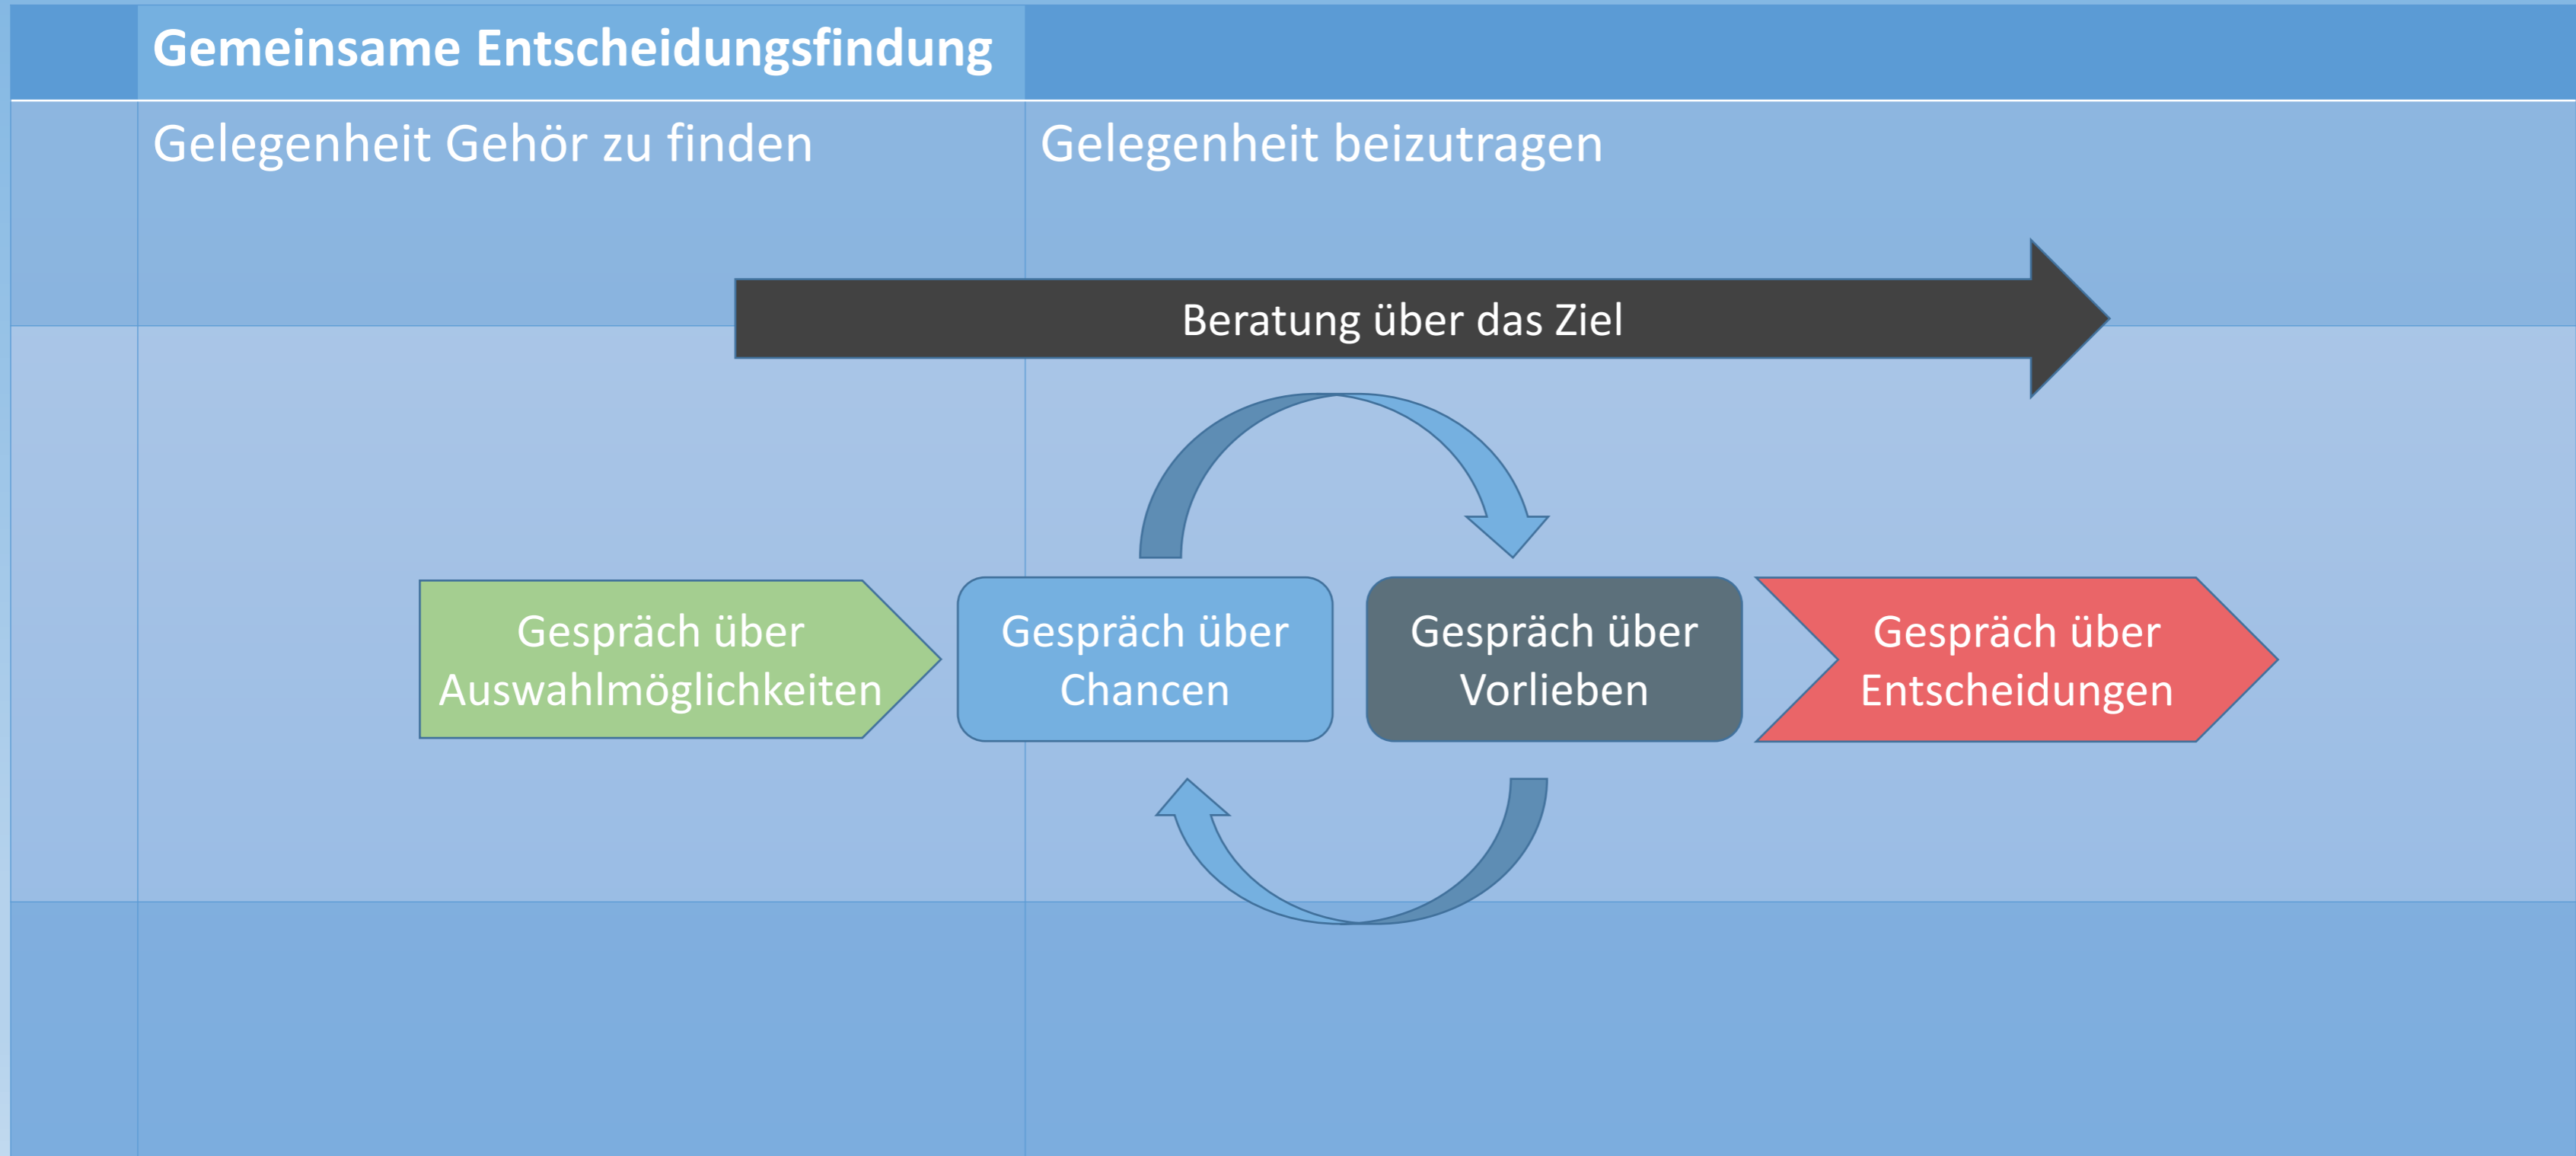 Gemeinsame Entscheidungsfindung
Gelegenheit Gehör zu finden
Gelegenheit beizutragen
Beratung über das Ziel
Gespräch über
Auswahlmöglichkeiten
Gespräch über
Chancen
Gespräch über
Vorlieben
Gespräch über
Entscheidungen